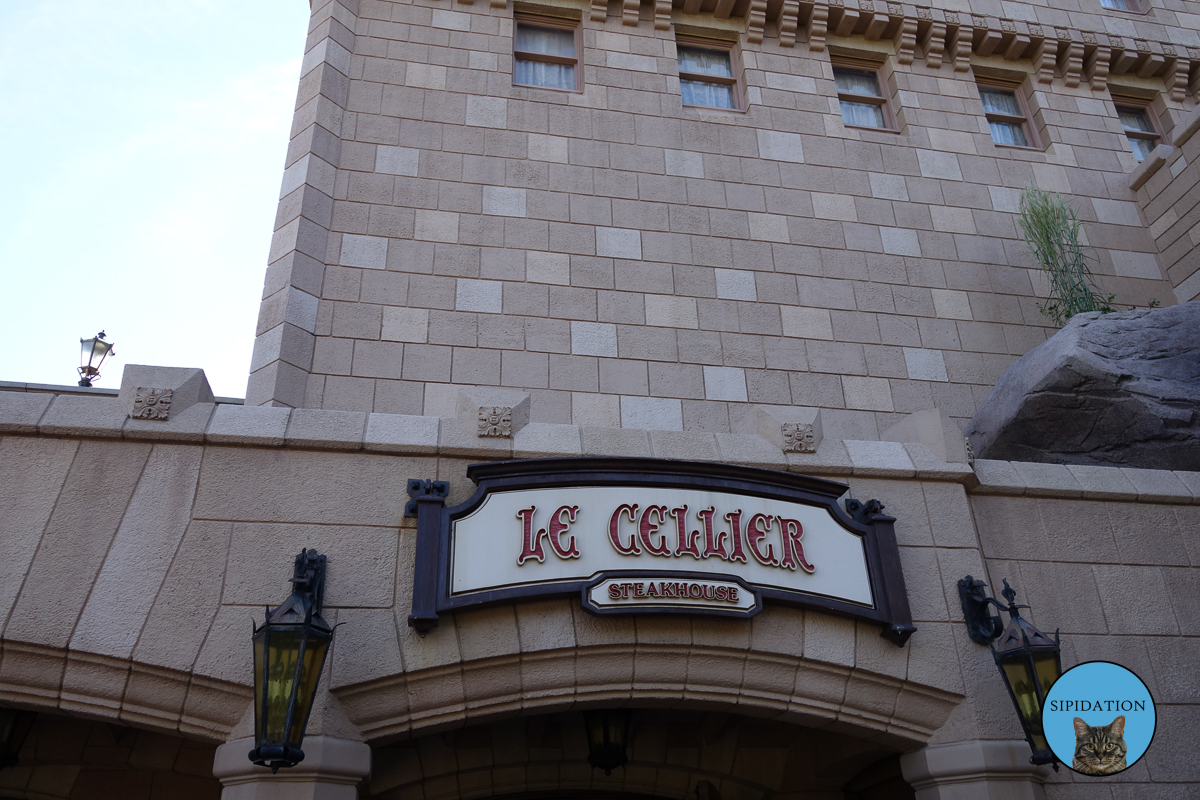 LE CELLIER
STEAKHOUSE
SIPIDATION